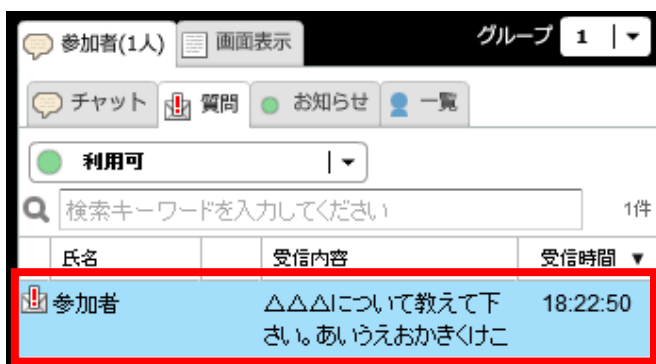 参加者(1人) 画面表示 グループ 1
チャット 質問 お知らせ 一覧
利用可
検索キーワードを入力してください 1件
氏名 受信内容 受信時間 ▼
参加者 △△△について教えて下 18:22:50
さい。あいうえおかきくけこ